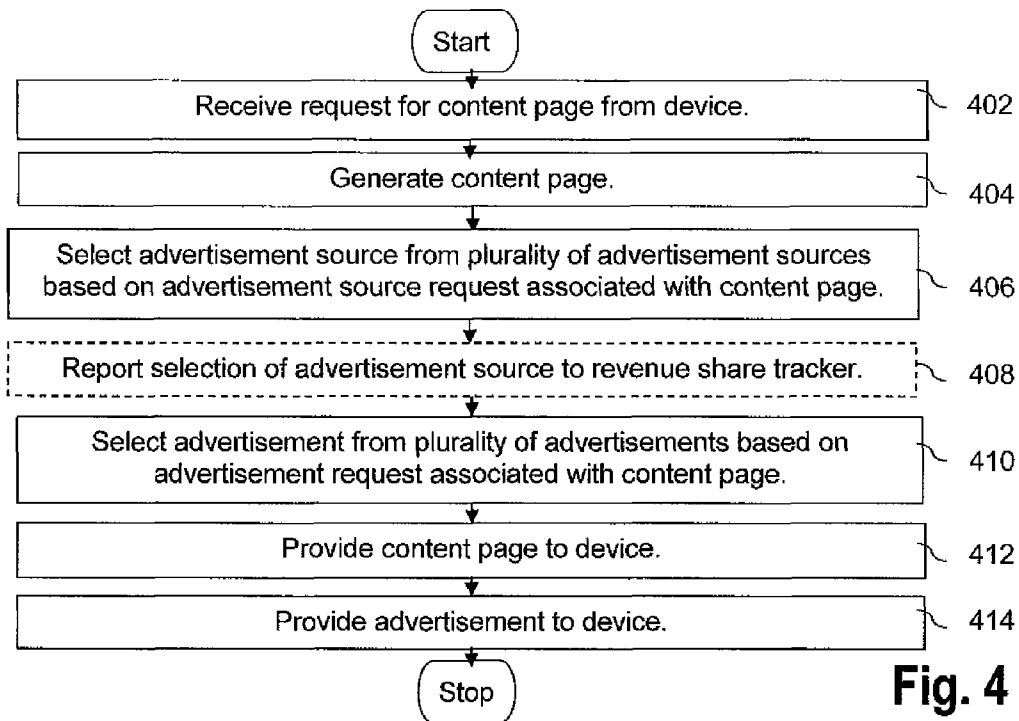 Start
Receive request for content page from device.
402
Generate content page.
404
Select advertisement source from plurality of advertisement sources
based on advertisement source request associated with content page.
406
Report selection of advertisement source to revenue share tracker.
408
Select advertisement from plurality of advertisements based on
advertisement request associated with content page.
410
Provide content page to device.
412
Provide advertisement to device.
414
Stop
Fig. 4